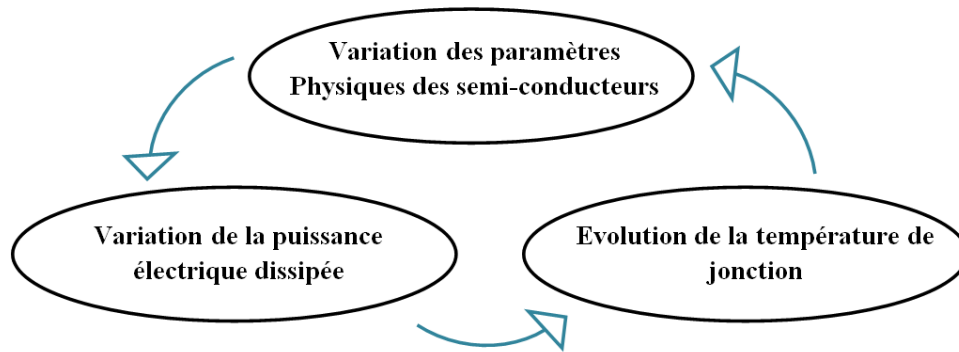 Variation des paramètres
Physiques des semi-conducteurs
Variation de la puissance
électrique dissipée
Evolution de la température de
jonction